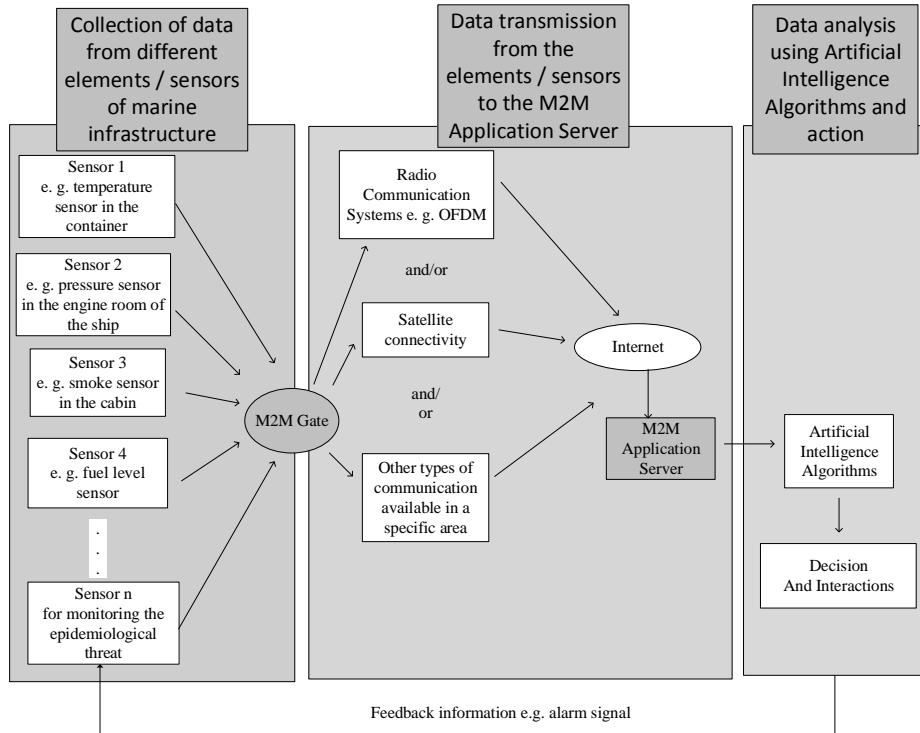 Collection of data
from different
elements / sensors
of marine
infrastructure
Data transmission
from the
elements / sensors
to the M2M
Application Server
Data analysis
using Artificial
Intelligence
Algorithms and
action
Sensor 1
e. g. temperature
sensor in the
container
Sensor 2
e. g. pressure sensor
in the engine room of
the ship
Sensor 3
e. g. smoke sensor
in the cabin
Sensor 4
e. g. fuel level
sensor
.
.
.
Sensor n
for monitoring the
epidemiological
threat
M2M Gate
Radio
Communication
Systems e. g. OFDM
and/or
Satellite
connectivity
and/
or
Other types of
communication
available in a
specific area
Internet
M2M
Application
Server
Artificial
Intelligence
Algorithms
Decision
And Interactions
Feedback information e.g. alarm signal